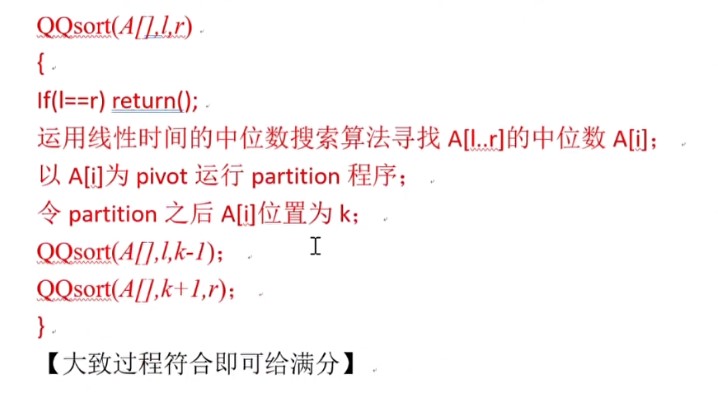 QQsort(A[],l,r)
{
If(l==r) return();
运用线性时间的中位数搜索算法寻找 A[l..r]的中位数 A[i];
以 A[i]为 pivot 运行 partition 程序;
令 partition 之后 A[i]位置为 k;
QQsort(A[],l,k-1);
QQsort(A[],k+1,r);
}
【大致过程符合即可给满分】